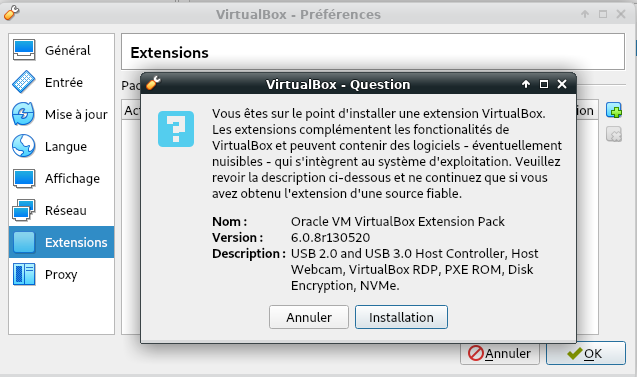 VirtualBox - Préférences
Général
Entrée
Mise à jour
Langue
Affichage
Réseau
Extensions
Proxy
Extensions
VirtualBox - Question
Vous êtes sur le point d'installer une extension VirtualBox.
Les extensions complémentent les fonctionalités de
VirtualBox et peuvent contenir des logiciels - éventuellement
nuisibles - qui s'intègrent au système d'exploitation. Veuillez
revoir la description ci-dessous et ne continuez que si vous
avez obtenu l'extension d'une source fiable.
Nom : Oracle VM VirtualBox Extension Pack
Version : 6.0.8r130520
Description : USB 2.0 and USB 3.0 Host Controller, Host
Webcam, VirtualBox RDP, PXE ROM, Disk
Encryption, NVMe.
Annuler Installation
Annuler OK